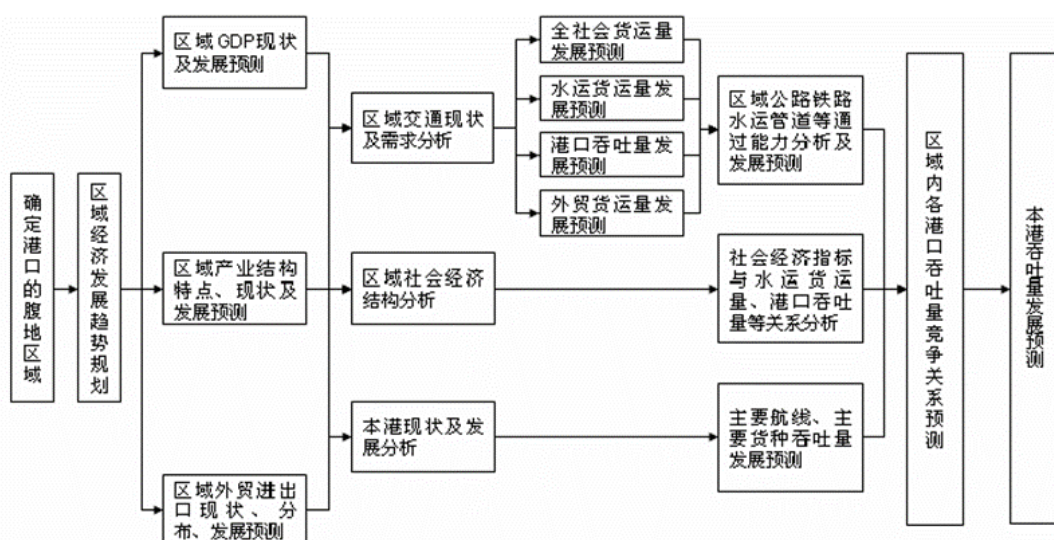 确定港口的腹地区域
区域经济发展趋势规划
区域GDP现状
及发展预测
区域产业结构
特点、现状及
发展预测
区域外贸进出
口现状、分
布、发展预测
区域交通现状
及需求分析
区域社会经济
结构分析
本港现状及发
展分析
全社会货运量
发展预测
水运货运量发
展预测
港口吞吐量发
展预测
外贸货运量发
展预测
区域公路铁路
水运管道等通
过能力分析及
发展预测
社会经济指标
与水运货运
量、港口吞吐
量等关系分析
主要航线、主
要货种吞吐量
发展预测
区域内各港口吞吐量竞争关系预测
本港吞吐量发展预测